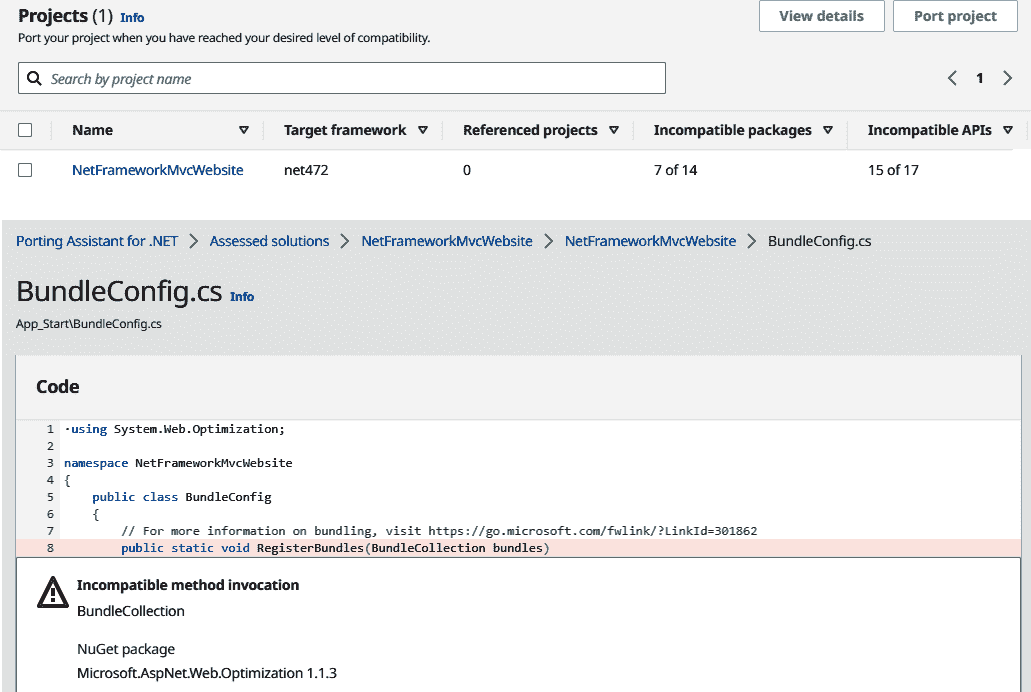 Projects (1) Info
View details
Port project
Port your project when you have reached your desired level of compatibility.
Search by project name
1
Name Target framework Referenced projects Incompatible packages Incompatible APIs
NetFrameworkMvcWebsite net472 0 7 of 14 15 of 17
Porting Assistant for .NET > Assessed solutions > NetFrameworkMvcWebsite > NetFrameworkMvcWebsite > BundleConfig.cs
BundleConfig.cs Info
App_Start\BundleConfig.cs
Code
1 ·using System.Web.Optimization;
2
3 namespace NetFrameworkMvcWebsite
4 {
5 public class BundleConfig
6 {
7 // For more information on bundling, visit https://go.microsoft.com/fwlink/?LinkId=301862
8 public static void RegisterBundles(BundleCollection bundles)
Incompatible method invocation
BundleCollection
NuGet package
Microsoft.AspNet.Web.Optimization 1.1.3